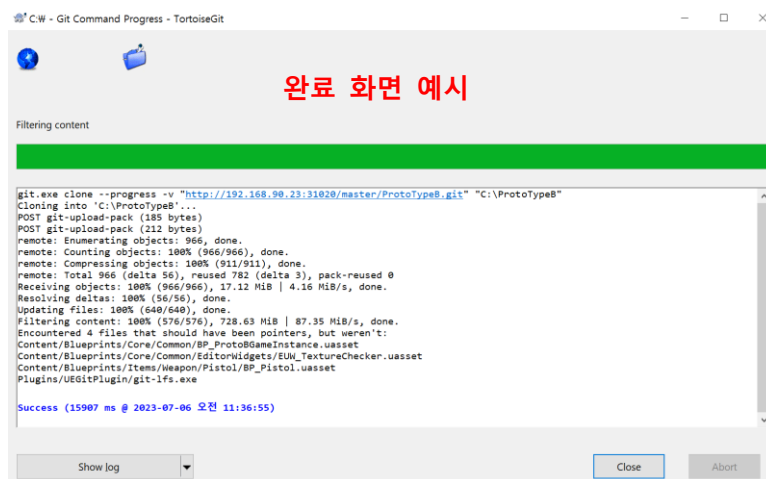 C:₩ - Git Command Progress - TortoiseGit
완료 화면 예시
Filtering content
git.exe clone --progress -v "http://192.168.90.23:31020/master/ProtoTypeB.git" "C:\ProtoTypeB"
Cloning into 'C:\ProtoTypeB'...
POST git-upload-pack (185 bytes)
POST git-upload-pack (212 bytes)
remote: Enumerating objects: 966, done.
remote: Counting objects: 100% (966/966), done.
remote: Compressing objects: 100% (911/911), done.
remote: Total 966 (delta 56), reused 782 (delta 3), pack-reused 0
Receiving objects: 100% (966/966), 17.12 MiB | 4.16 MiB/s, done.
Resolving deltas: 100% (56/56), done.
Updating files: 100% (640/640), done.
Filtering content: 100% (576/576), 728.63 MiB | 87.35 MiB/s, done.
Encountered 4 files that should have been pointers, but weren't:
Content/Blueprints/Core/Common/BP_ProtoBGameInstance.uasset
Content/Blueprints/Core/Common/EditorWidgets/EUW_TextureChecker.uasset
Content/Blueprints/Items/Weapon/Pistol/BP_Pistol.uasset
Plugins/UEGitPlugin/git-lfs.exe
Success (15907 ms @ 2023-07-06 오전 11:36:55)
Show log
Close
Abort